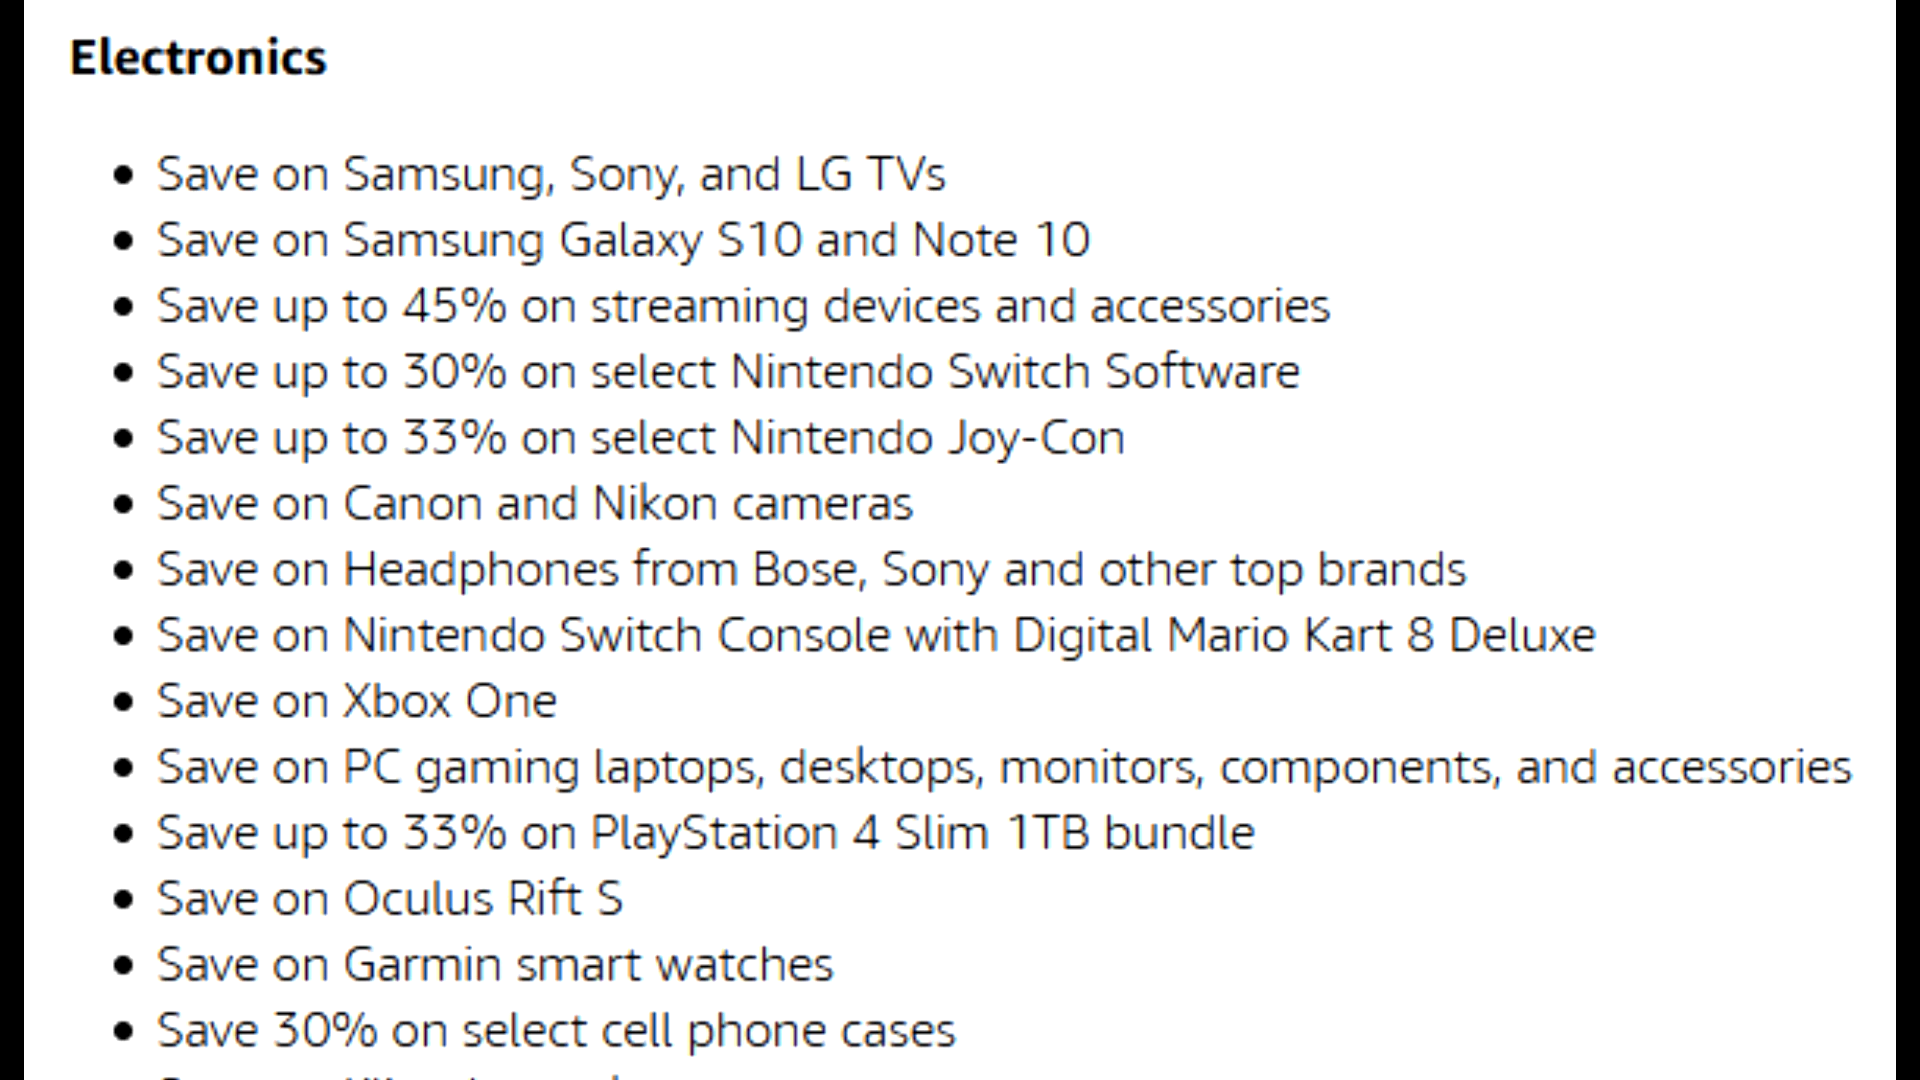 Electronics
• Save on Samsung, Sony, and LG TVs
• Save on Samsung Galaxy S10 and Note 10
• Save up to 45% on streaming devices and accessories
• Save up to 30% on select Nintendo Switch Software
• Save up to 33% on select Nintendo Joy-Con
• Save on Canon and Nikon cameras
• Save on Headphones from Bose, Sony and other top brands
• Save on Nintendo Switch Console with Digital Mario Kart 8 Deluxe
• Save on Xbox One
• Save on PC gaming laptops, desktops, monitors, components, and accessories
• Save up to 33% on PlayStation 4 Slim 1TB bundle
• Save on Oculus Rift S
• Save on Garmin smart watches
• Save 30% on select cell phone cases